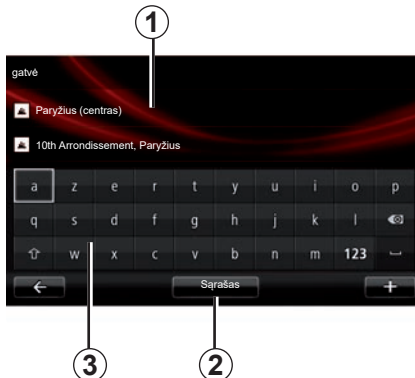 1
gatvė
Paryžius (centras)
10th Arrondissement, Paryžius
a z e r t y u i o p
q s d f g h j k l
w x c v b n m 123
Sąrašas
3 2